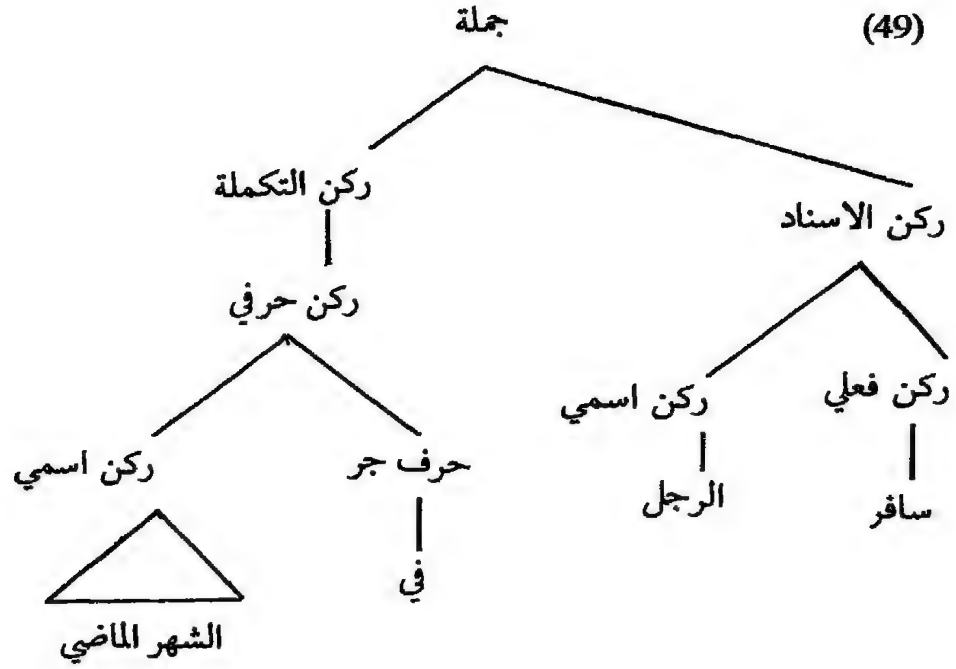 (49)
جملة
ركن الاسناد
ركن التكملة
ركن حرفي
ركن فعلي
ركن اسمي
حرف جر
ركن اسمي
سافر
الرجل
في
الشهر الماضي